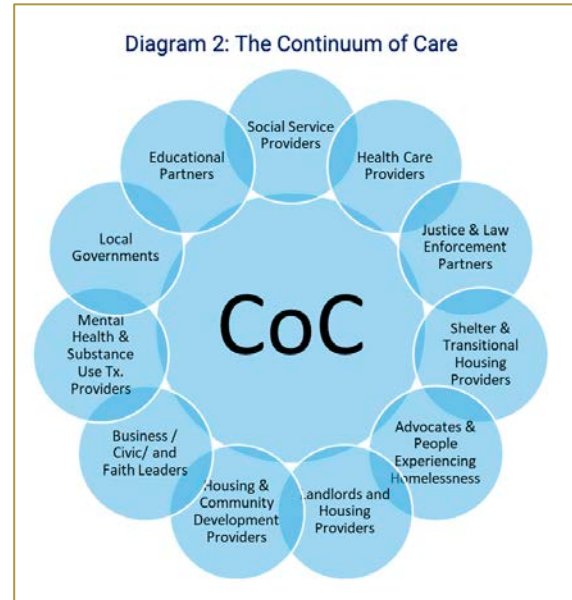 Diagram 2: The Continuum of Care
Social Service
Providers
Health Care
Providers
Justice & Law
Enforcement
Partners
Shelter &
Transitional
Housing
Providers
Advocates &
People
Experiencing
Homelessness
Landlords and
Housing
Providers
Housing &
Community
Development
Providers
Business /
Civic/ and
Faith Leaders
Mental
Health &
Substance
Use Tx.
Providers
Local
Governments
Educational
Partners
CoC